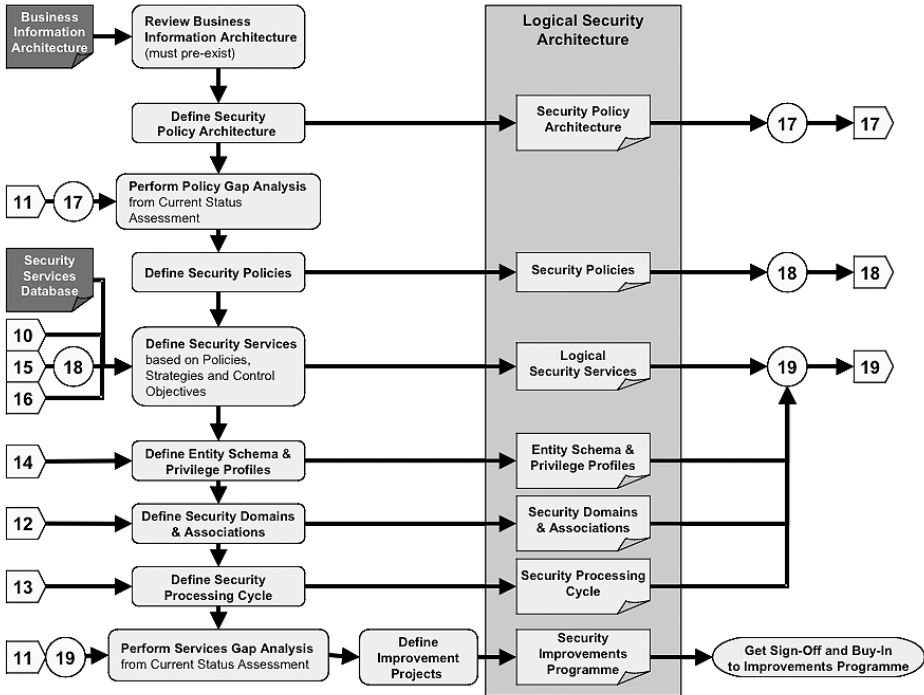 Business
Information
Architecture
Review Business
Information Architecture
(must pre-exist)
Logical Security
Architecture
Define Security
Policy Architecture
Security Policy
Architecture
17
17
11
17
Perform Policy Gap Analysis
from Current Status
Assessment
Security
Services
Database
Define Security Policies
Security Policies
18
18
10
15
16
18
Define Security Services
based on Policies,
Strategies and Control
Objectives
Logical
Security Services
19
19
14
Define Entity Schema &
Privilege Profiles
Entity Schema &
Privilege Profiles
12
Define Security Domains
& Associations
Security Domains
& Associations
13
Define Security
Processing Cycle
Security Processing
Cycle
11
19
Perform Services Gap Analysis
from Current Status Assessment
Define
Improvement
Projects
Security
Improvements
Programme
Get Sign-Off and Buy-In
to Improvements Programme